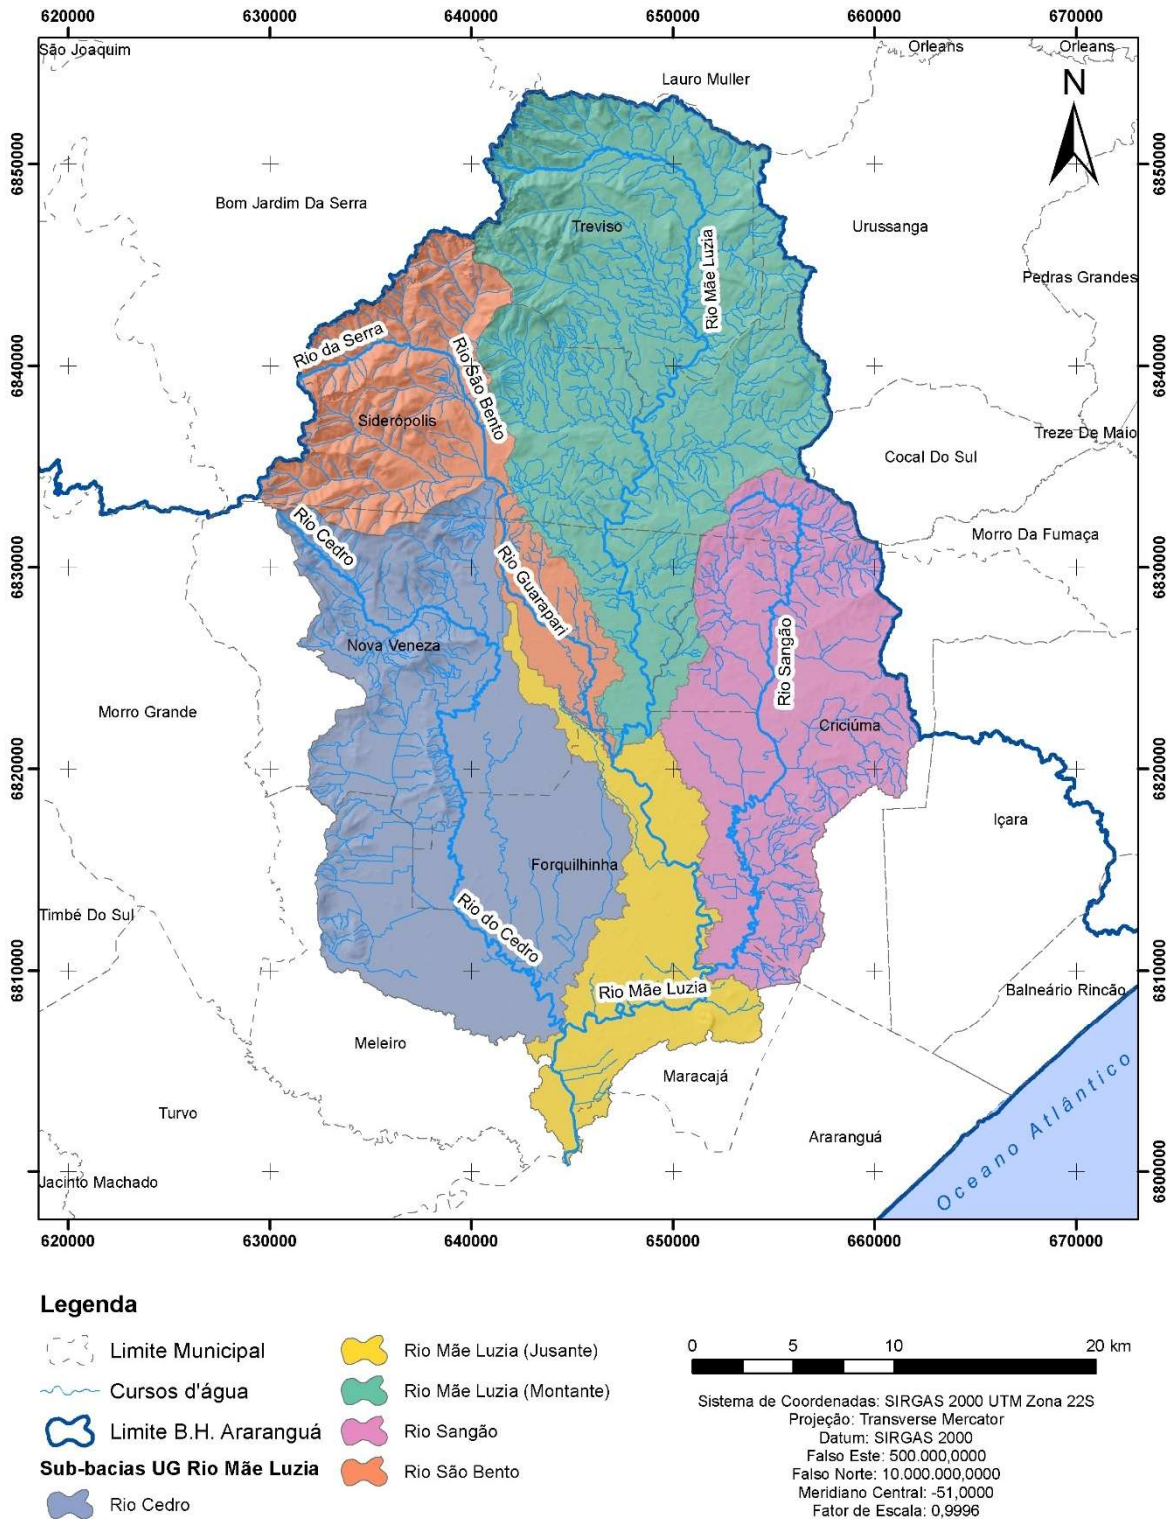 620000 630000 640000 650000 660000 670000
São Joaquim
Orleans
Orleans
Lauro Muller
N
6850000
6850000
Bom Jardim Da Serra
Treviso
Urussanga
Rio Mãe Luzia
Pedras Grandes
Rio da Serra
Rio São Bento
6840000
6840000
Siderópolis
Treze De Maio
Cocal Do Sul
Rio Cedro
Morro Da Fumaça
6830000
6830000
Rio Guarapari
Nova Veneza
Rio Sangão
Morro Grande
Criciúma
6820000
6820000
Içara
Forquilhinha
Timbé Do Sul
Rio do Cedro
6810000
6810000
Rio Mãe Luzia
Balneário Rincão
Meleiro
Maracajá
Turvo
Araranguá
Oceano Atlântico
Jacinto Machado
6800000
6800000
620000 630000 640000 650000 660000 670000
Legenda
Limite Municipal
Cursos d'água
Limite B.H. Araranguá
Sub-bacias UG Rio Mãe Luzia
Rio Cedro
Rio Mãe Luzia (Jusante)
Rio Mãe Luzia (Montante)
Rio Sangão
Rio São Bento
0 5 10 20 km
Sistema de Coordenadas: SIRGAS 2000 UTM Zona 22S
Projeção: Transverse Mercator
Datum: SIRGAS 2000
Falso Este: 500.000,0000
Falso Norte: 10.000.000,0000
Meridiano Central: -51,0000
Fator de Escala: 0,9996